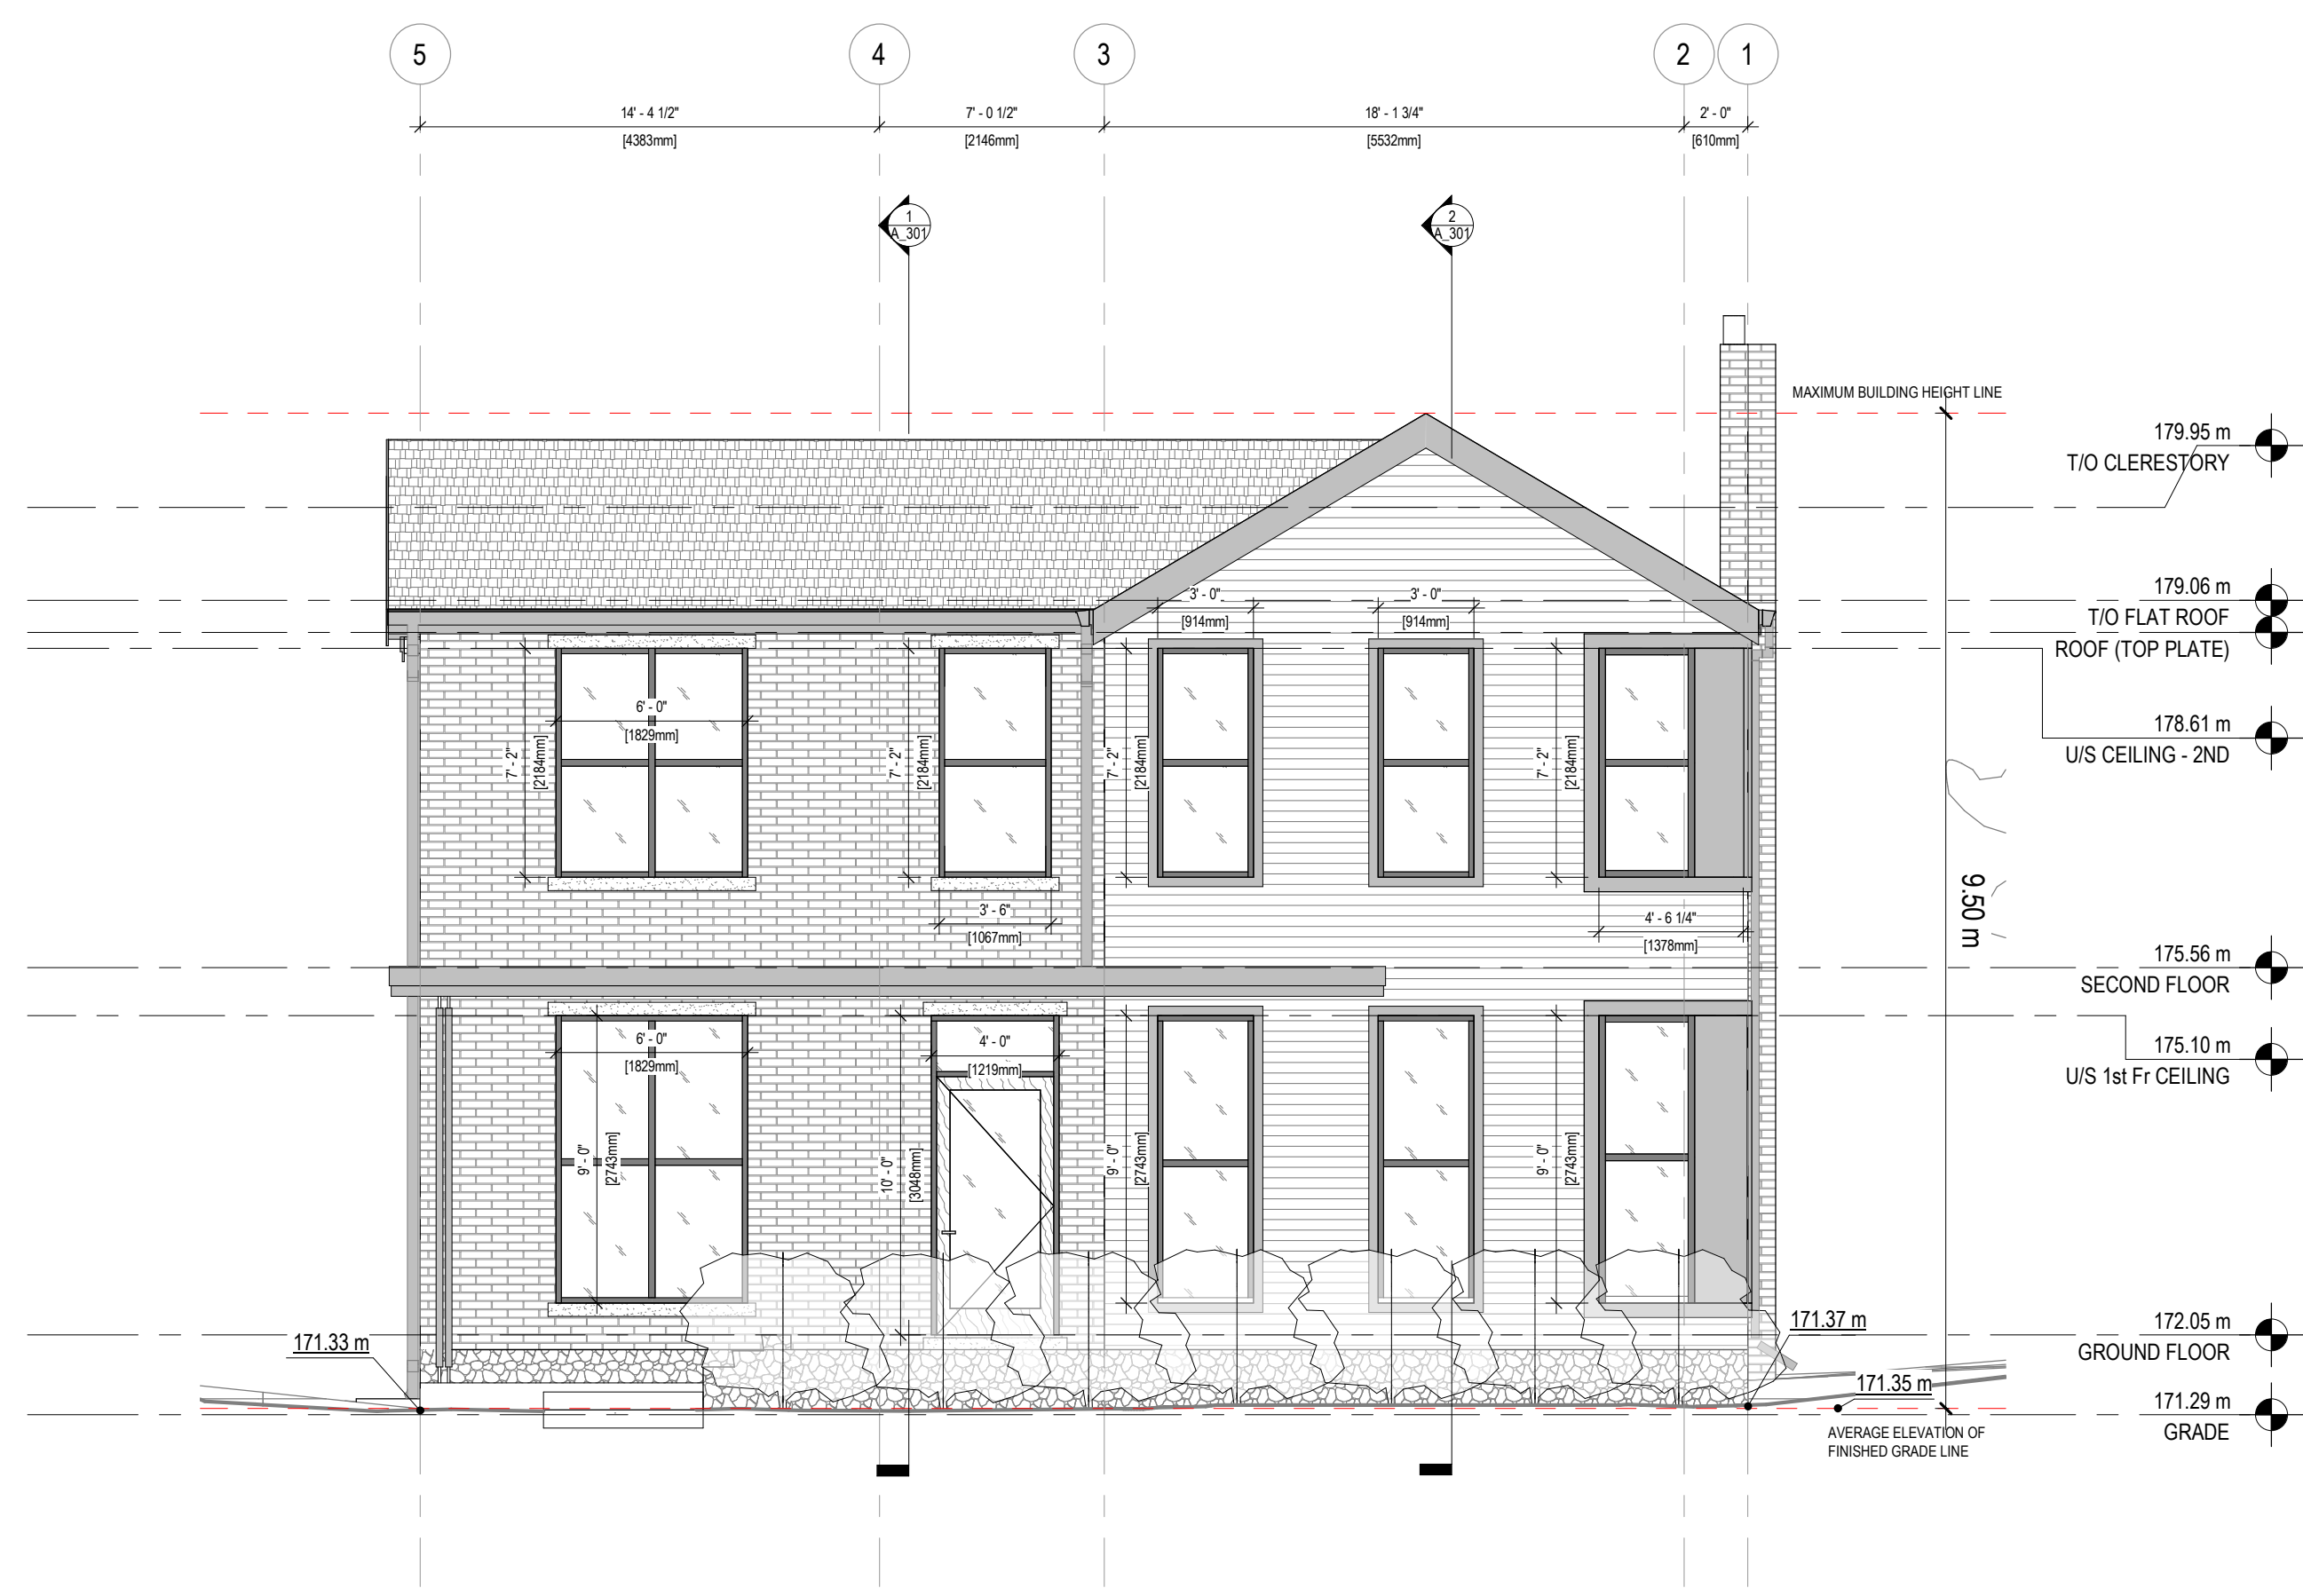 5
4
3
2
1
14' - 4 1/2"
[4383mm]
7' - 0 1/2"
[2146mm]
18' - 1 3/4"
[5532mm]
2' - 0"
[610mm]
1
A_301
2
A_301
MAXIMUM BUILDING HEIGHT LINE
179.95 m
T/O CLERESTORY
179.06 m
T/O FLAT ROOF
ROOF (TOP PLATE)
178.61 m
U/S CEILING - 2ND
9.50 m
175.56 m
SECOND FLOOR
175.10 m
U/S 1st Fr CEILING
172.05 m
GROUND FLOOR
171.29 m
GRADE
3' - 0"
[914mm]
3' - 0"
[914mm]
6' - 0"
[1829mm]
7' - 2"
[2184mm]
7' - 2"
[2184mm]
7' - 2"
[2184mm]
7' - 2"
[2184mm]
3' - 6"
[1067mm]
4' - 6 1/4"
[1378mm]
6' - 0"
[1829mm]
4' - 0"
[1219mm]
9' - 0"
[2743mm]
10' - 0"
[3048mm]
9' - 0"
[2743mm]
9' - 0"
[2743mm]
171.33 m
171.37 m
171.35 m
AVERAGE ELEVATION OF
FINISHED GRADE LINE